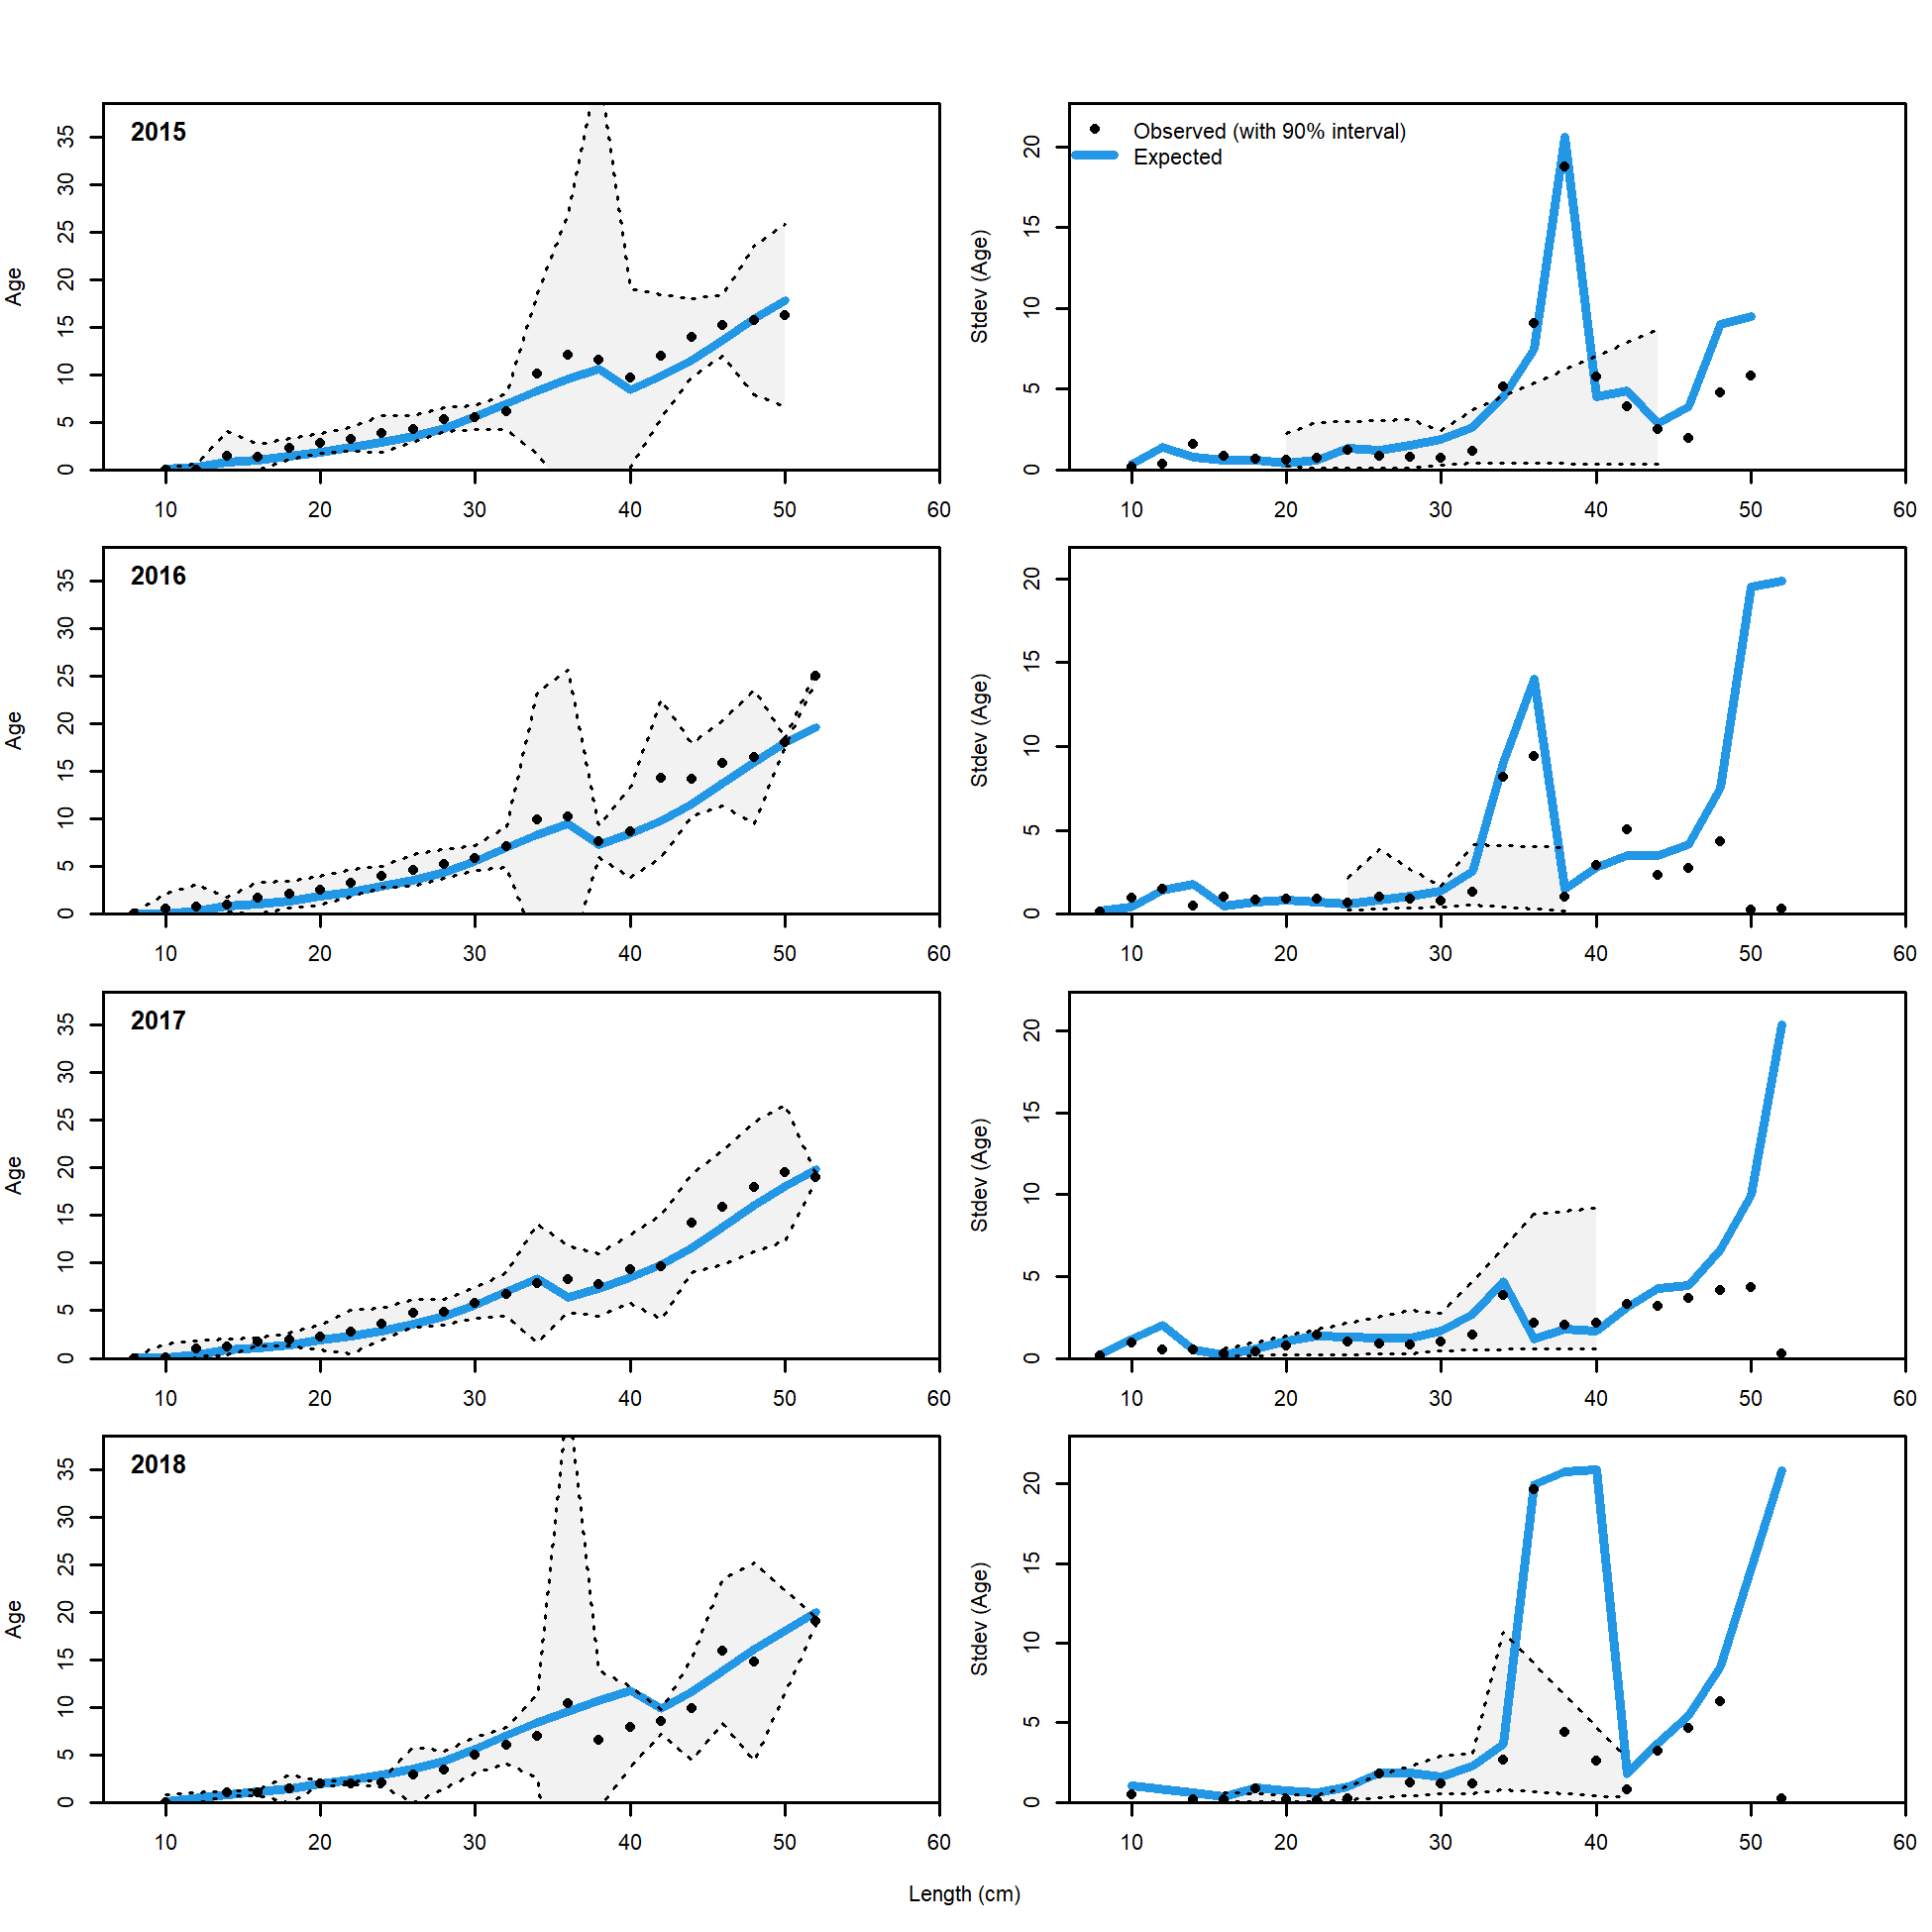 2015
Age
0 5 10 15 20 25 30 35
10 20 30 40 50 60
Observed (with 90% interval)
Expected
Stdev (Age)
0 5 10 15 20
10 20 30 40 50 60
2016
Age
0 5 10 15 20 25 30 35
10 20 30 40 50 60
Stdev (Age)
0 5 10 15 20
10 20 30 40 50 60
2017
Age
0 5 10 15 20 25 30 35
10 20 30 40 50 60
Stdev (Age)
0 5 10 15 20
10 20 30 40 50 60
2018
Age
0 5 10 15 20 25 30 35
10 20 30 40 50 60
Stdev (Age)
0 5 10 15 20
10 20 30 40 50 60
Length (cm)